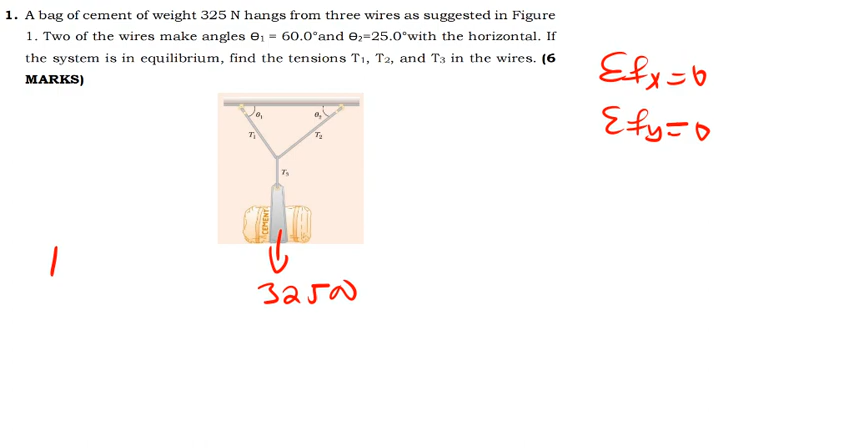 1. A bag of cement of weight 325 N hangs from three wires as suggested in Figure
1. Two of the wires make angles ϴ₁ = 60.0°and ϴ₂=25.0°with the horizontal. If
the system is in equilibrium, find the tensions T₁, T₂, and T₃ in the wires. (6
MARKS)
Σfx=0
Σfy=0
θ₁ θ₂
T₁ T₂
T₃
CEMENT
325N